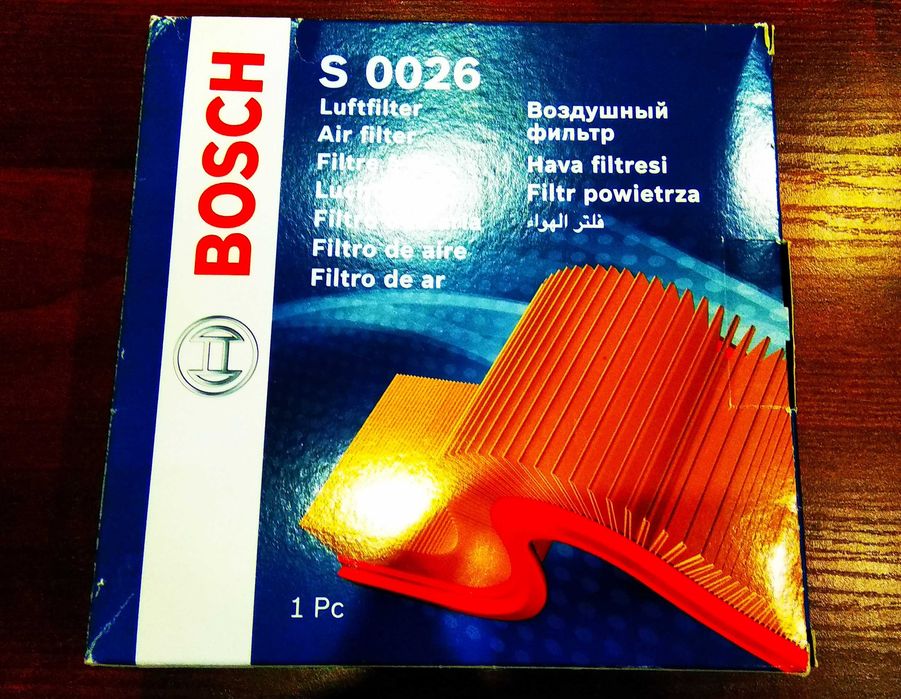 BOSCH
S 0026
Luftfilter
Air filter
Filtre
Filtro de aire
Filtro de ar
Воздушный
фильтр
Hava filtresi
Filtr powietrza
فلتر الهواء
1 Pc